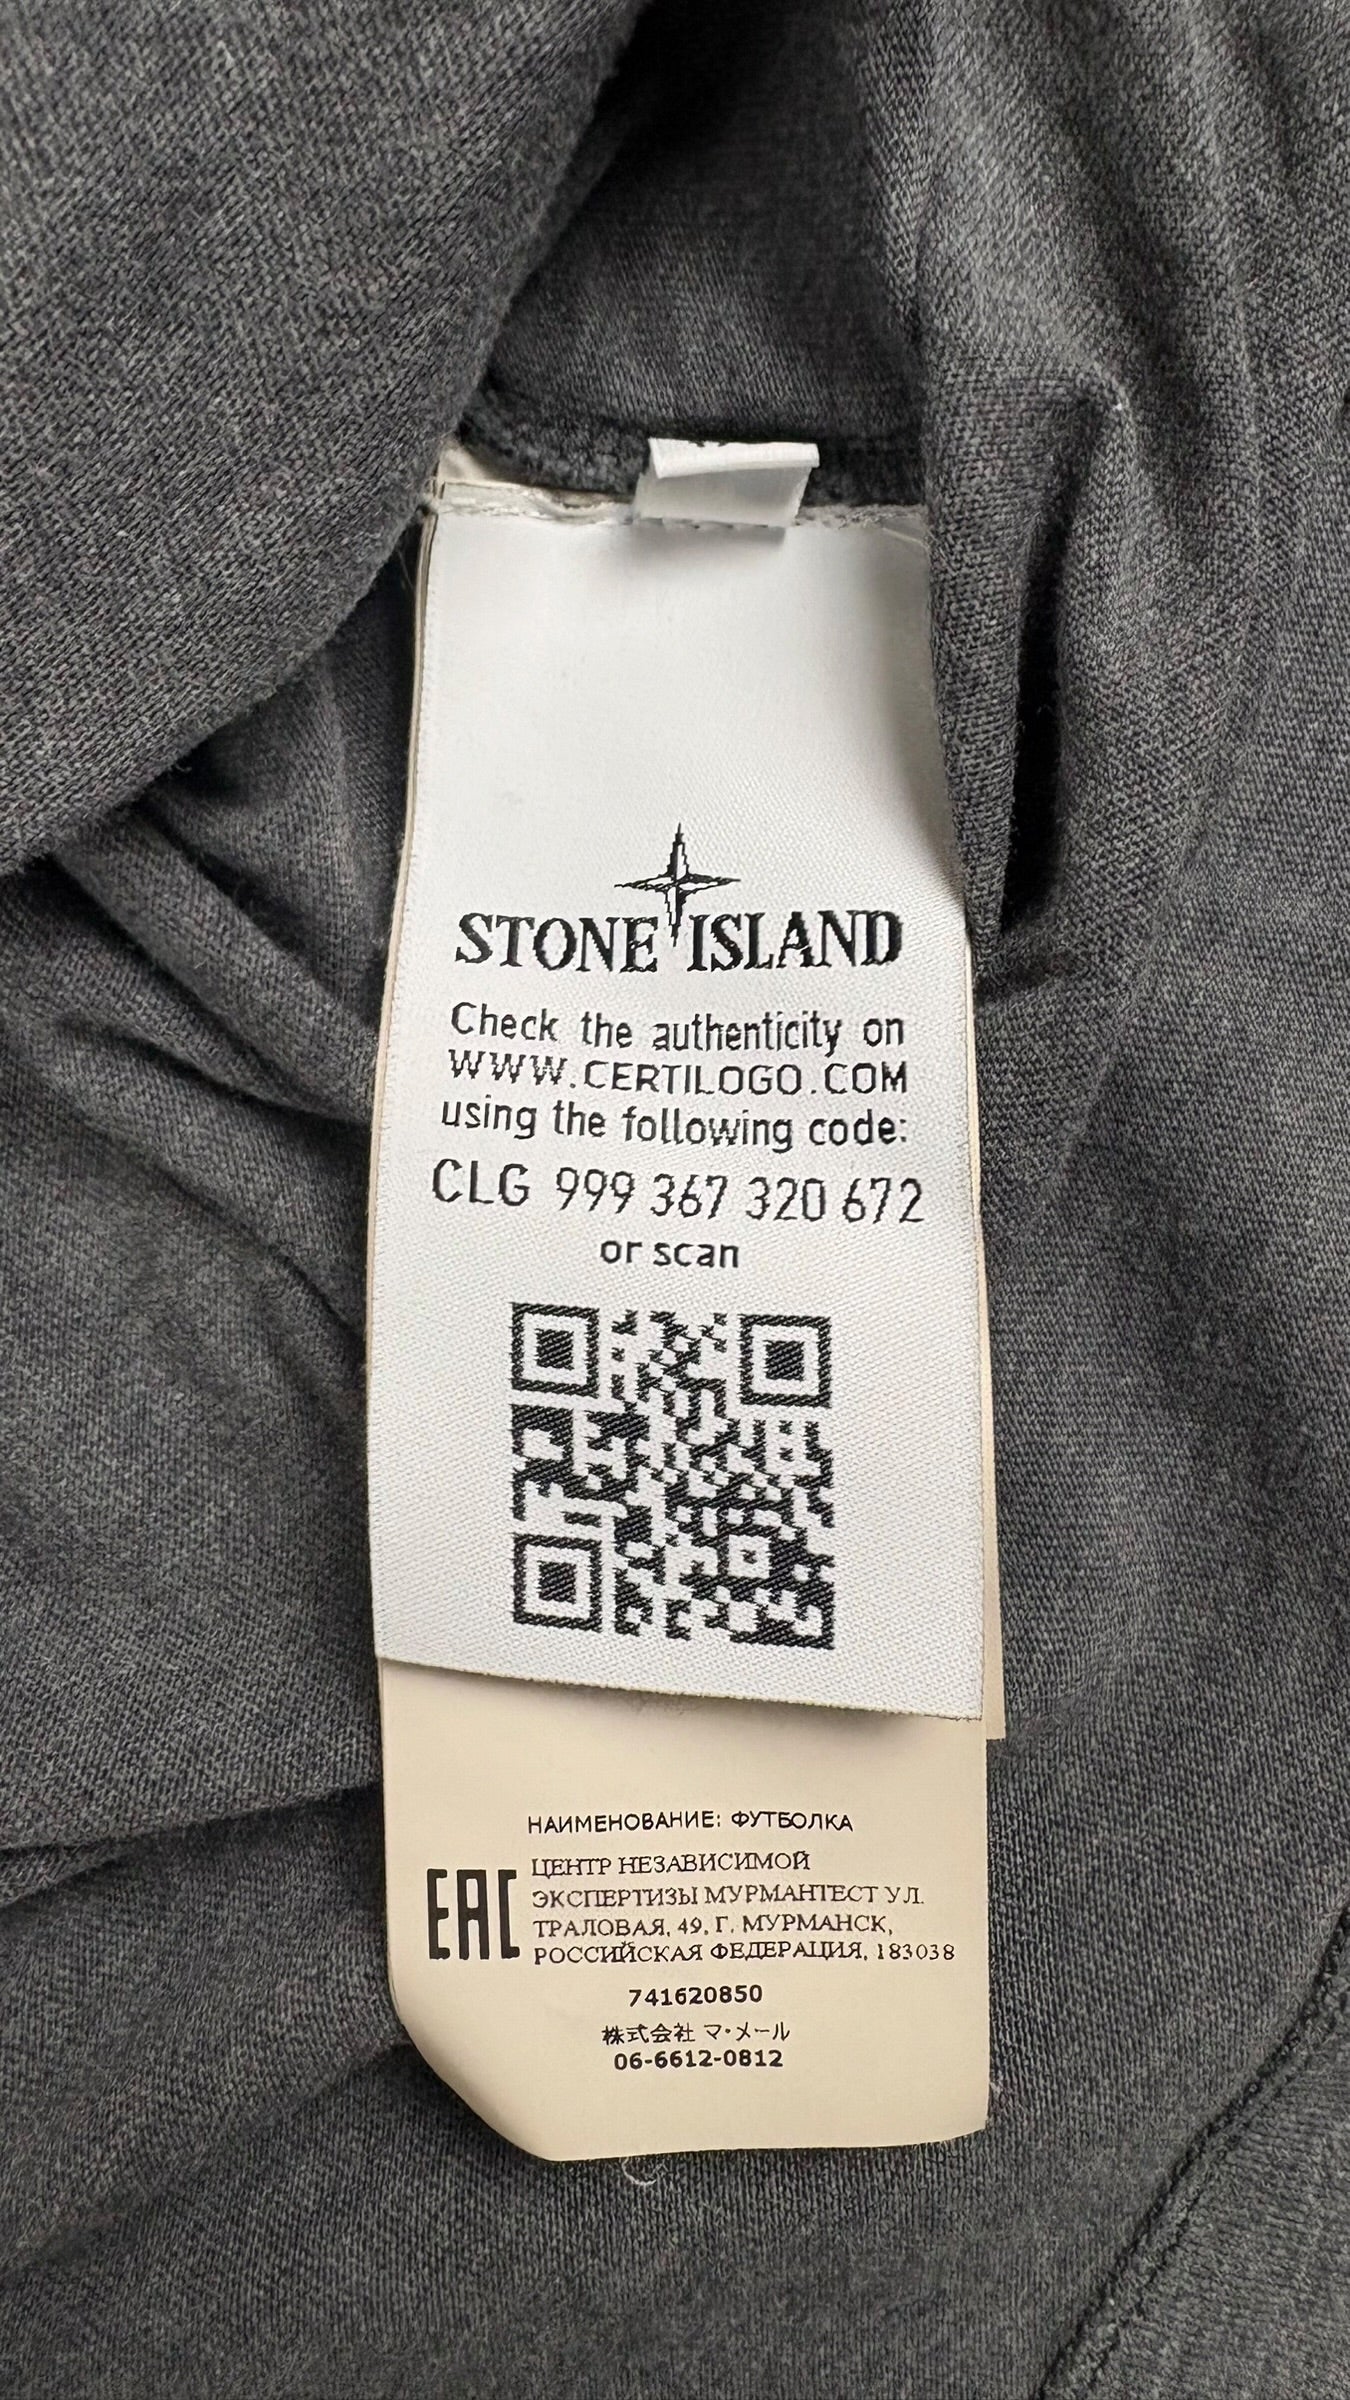 STONE ISLAND
Check the authenticity on
WWW.CERTILOGO.COM
using the following code:
CLG 999 367 320 672
or scan
НАИМЕНОВАНИЕ: ФУТБОЛКА
EAC
ЦЕНТР НЕЗАВИСИМОЙ
ЭКСПЕРТИЗЫ МУРМАНТЕСТ УЛ.
ТРАЛОВАЯ, 49, Г. МУРМАНСК,
РОССИЙСКАЯ ФЕДЕРАЦИЯ, 183038
741620850
株式会社 マ・メール
06-6612-0812